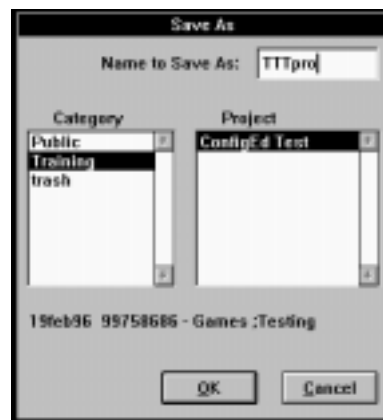 Save As
Name to Save As: TTTpro
Category Project
Public ConfigEd Test
Training
trash
19feb96 99758686 - Games ;Testing
OK Cancel